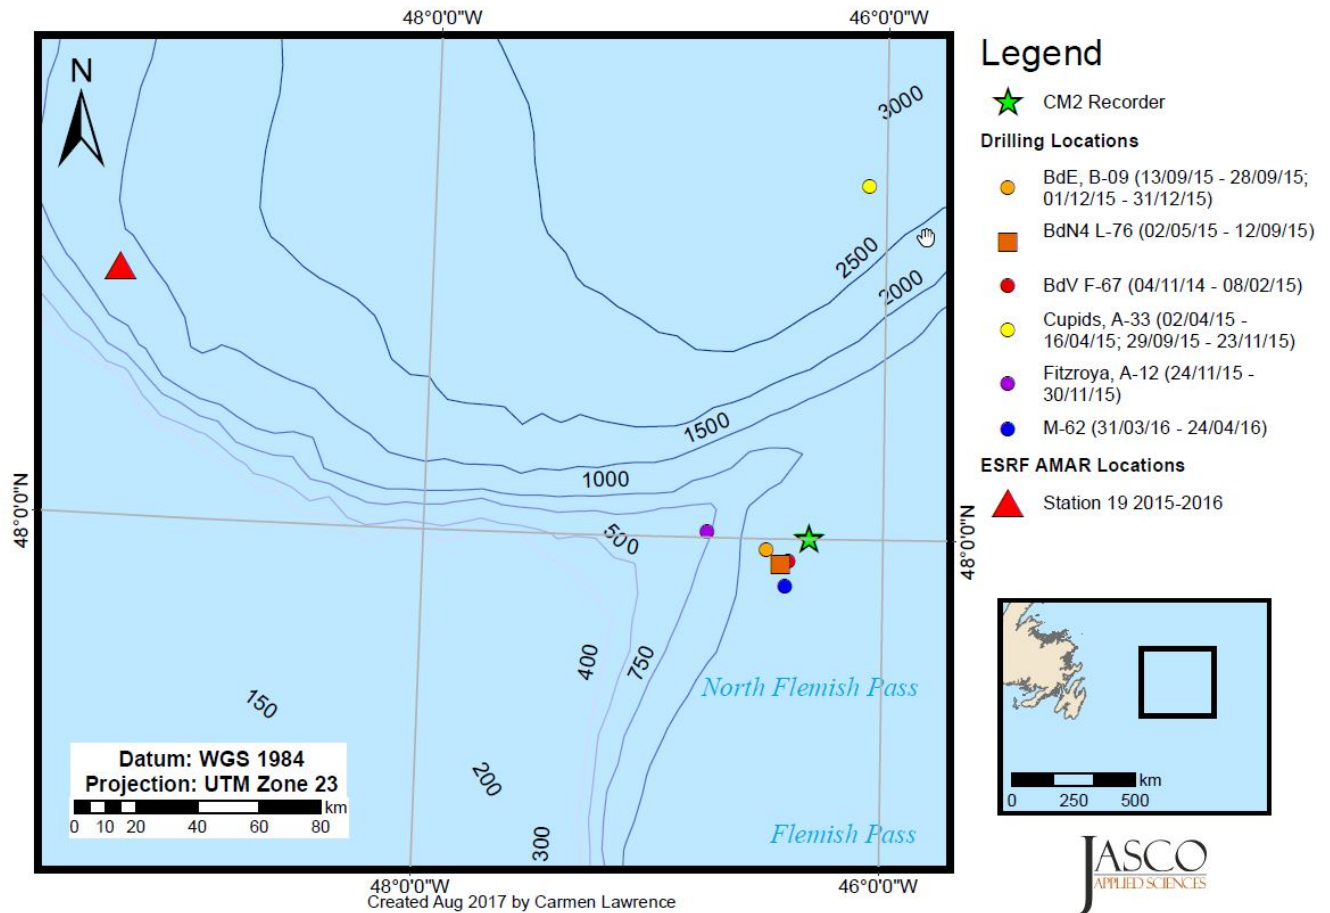 48°0'0"W
46°0'0"W
N
3000
2500
2000
1500
1000
500
400
750
150
200
300
48°0'0"N
48°0'0"N
North Flemish Pass
Flemish Pass
Datum: WGS 1984
Projection: UTM Zone 23
km
0 10 20 40 60 80
48°0'0"W
46°0'0"W
Created Aug 2017 by Carmen Lawrence
Legend
CM2 Recorder
Drilling Locations
BdE, B-09 (13/09/15 - 28/09/15;
01/12/15 - 31/12/15)
BdN4 L-76 (02/05/15 - 12/09/15)
BdV F-67 (04/11/14 - 08/02/15)
Cupids, A-33 (02/04/15 -
16/04/15; 29/09/15 - 23/11/15)
Fitzroya, A-12 (24/11/15 -
30/11/15)
M-62 (31/03/16 - 24/04/16)
ESRF AMAR Locations
Station 19 2015-2016
km
0 250 500
JASCO
APPLIED SCIENCES